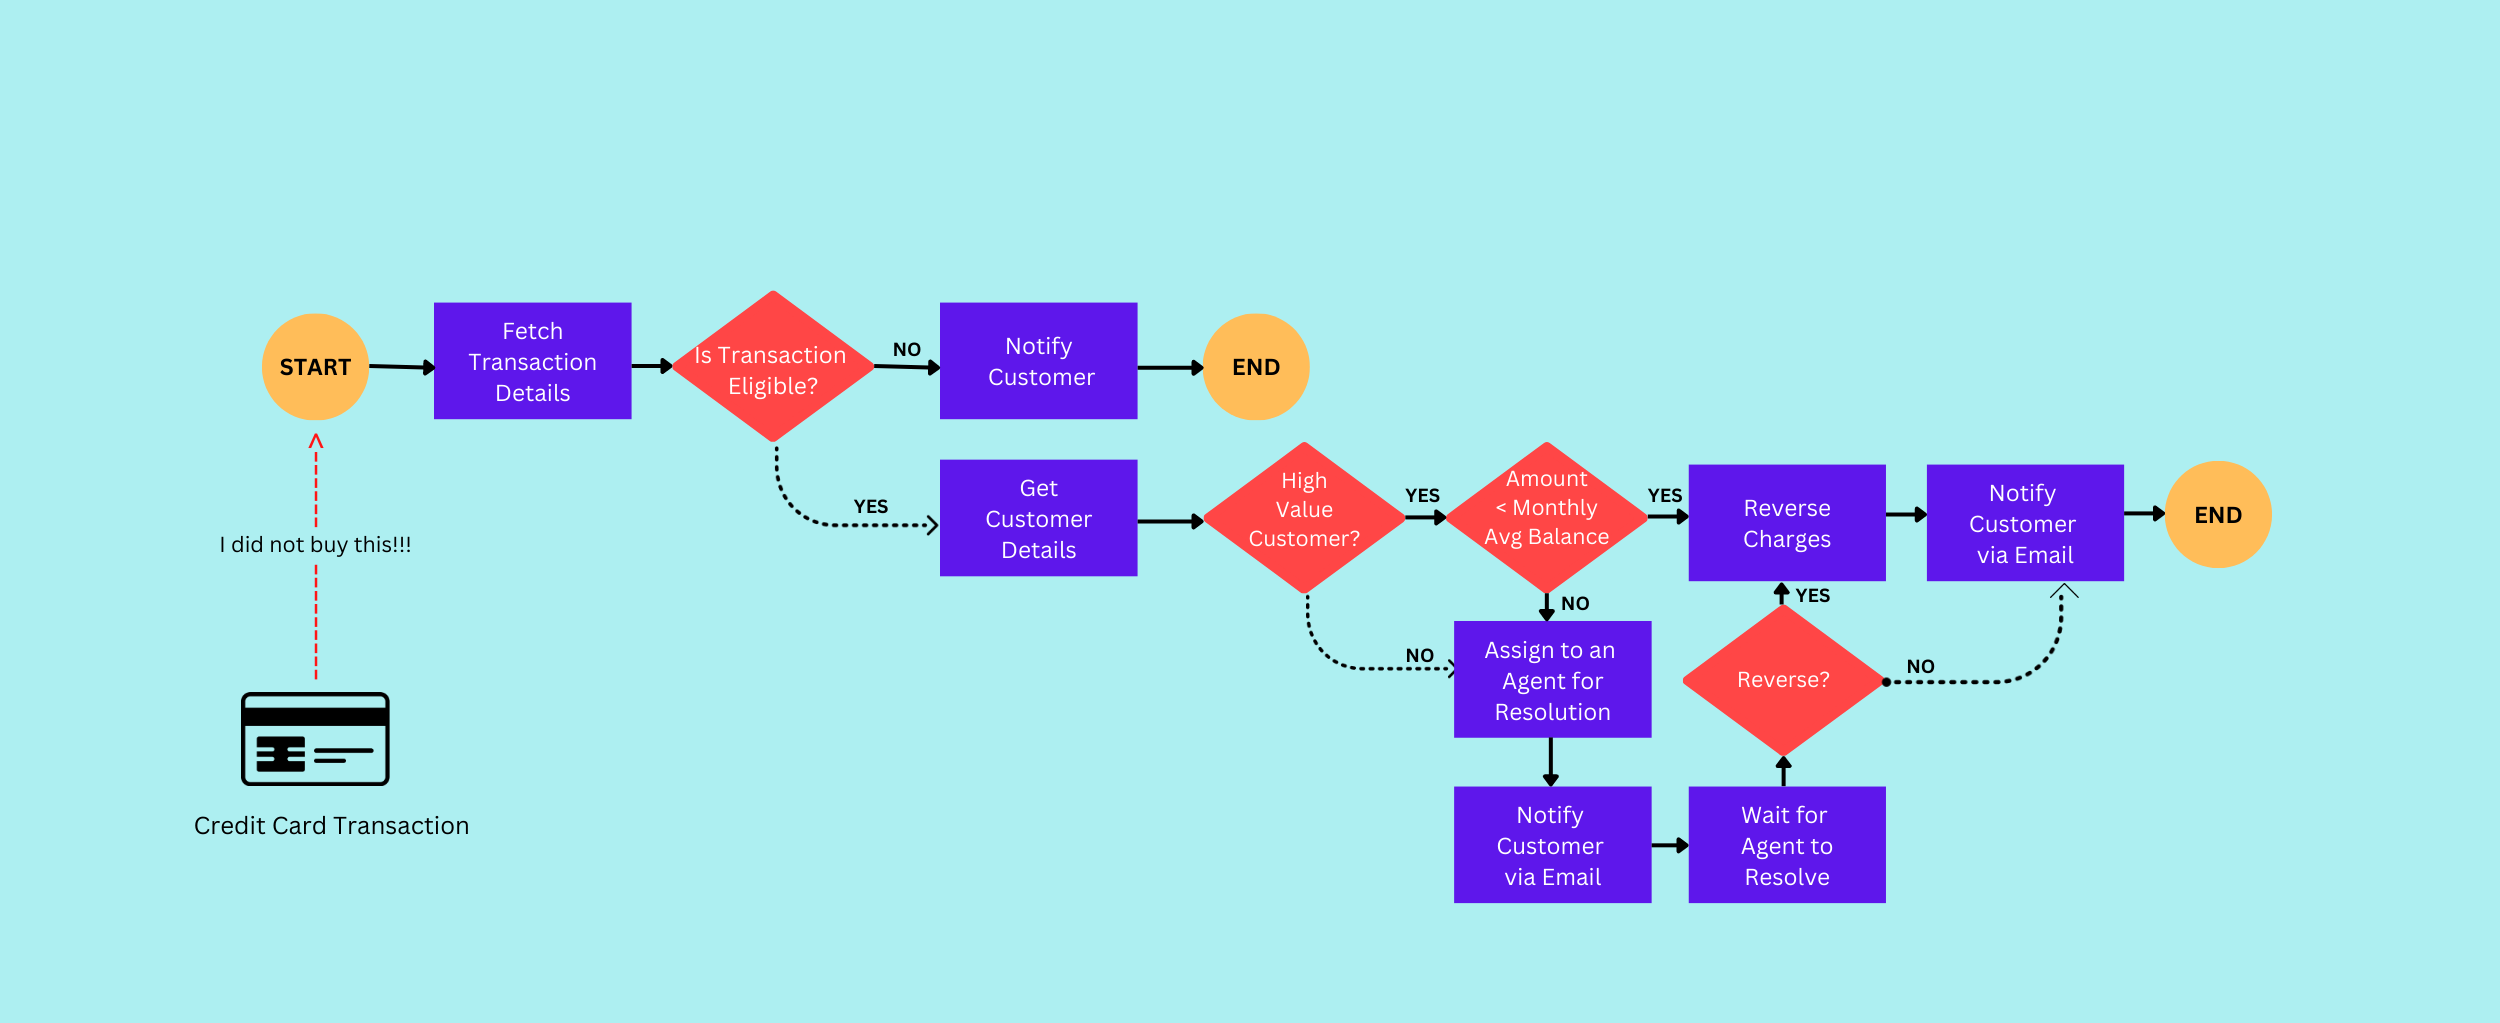 START
Fetch
Transaction
Details
Is Transaction
Eligible?
NO
Notify
Customer
END
YES
Get
Customer
Details
High
Value
Customer?
YES
Amount
< Monthly
Avg Balance
YES
Reverse
Charges
Notify
Customer
via Email
END
NO
NO
Assign to an
Agent for
Resolution
YES
Reverse?
NO
Notify
Customer
via Email
Wait for
Agent to
Resolve
I did not buy this!!!
Credit Card Transaction